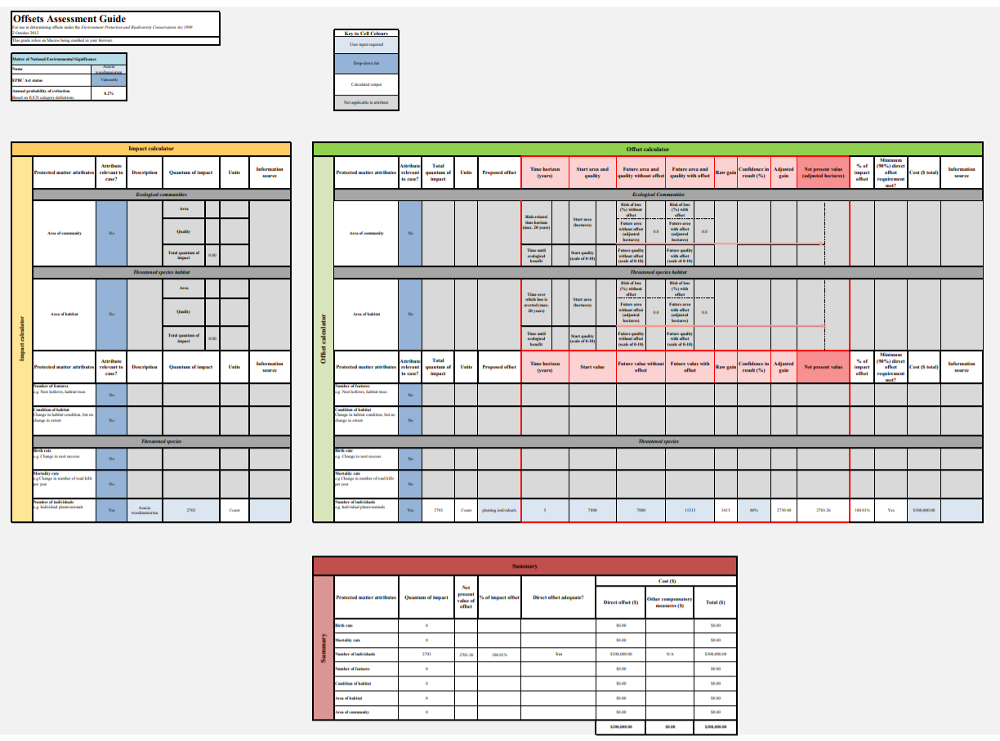 Offsets Assessment Guide
For use in determining offsets under the Environment Protection and Biodiversity Conservation Act 1999
2 October 2012
This guide relies on Macros being enabled in your browser.
Key to Cell Colours
User input required
Drop-down list
Calculated output
Not applicable to attribute
Matter of National Environmental Significance
Name
Acacia
woodmaniorum
EPBC Act status
Vulnerable
Annual probability of extinction
Based on IUCN category definitions
0.2%
Impact calculator
Impact calculator
Protected matter attributes
Attribute
relevant to
case?
Description
Quantum of impact
Units
Information
source
Ecological communities
Area of community
No
Area
Quality
Total quantum of
impact
0.00
Threatened species habitat
Area of habitat
No
Area
Quality
Total quantum of
impact
0.00
Protected matter attributes
Attribute
relevant to
case?
Description
Quantum of impact
Units
Information
source
Number of features
e.g. Nest hollows, habitat trees
No
Condition of habitat
Change in habitat condition, but no
change in extent
No
Threatened species
Birth rate
e.g. Change in nest success
No
Mortality rate
e.g Change in number of road kills
per year
No
Number of individuals
e.g. Individual plants/animals
Yes
Acacia
woodmaniorum
2703
Count
Offset calculator
Offset calculator
Protected matter attributes
Attribute
relevant
to case?
Total
quantum of
impact
Units
Proposed offset
Time horizon
(years)
Start area and
quality
Future area and
quality without offset
Future area and
quality with offset
Raw gain
Confidence in
result (%)
Adjusted
gain
Net present value
(adjusted hectares)
% of
impact
offset
Minimum
(90%) direct
offset
requirement
met?
Cost ($ total)
Information
source
Ecological Communities
Area of community
No
Risk-related
time horizon
(max. 20 years)
Start area
(hectares)
Risk of loss
(%) without
offset
Future area
without offset
(adjusted
hectares)
0.0
Risk of loss
(%) with
offset
Future area
with offset
(adjusted
hectares)
0.0
Time until
ecological
benefit
Start quality
(scale of 0-10)
Future quality
without offset
(scale of 0-10)
Future quality
with offset
(scale of 0-10)
Threatened species habitat
Area of habitat
No
Time over
which loss is
averted (max.
20 years)
Start area
(hectares)
Risk of loss
(%) without
offset
Future area
without offset
(adjusted
hectares)
0.0
Risk of loss
(%) with
offset
Future area
with offset
(adjusted
hectares)
0.0
Time until
ecological
benefit
Start quality
(scale of 0-10)
Future quality
without offset
(scale of 0-10)
Future quality
with offset
(scale of 0-10)
Protected matter attributes
Attribute
relevant
to case?
Total
quantum of
impact
Units
Proposed offset
Time horizon
(years)
Start value
Future value without
offset
Future value with
offset
Raw gain
Confidence in
result (%)
Adjusted
gain
Net present value
% of
impact
offset
Minimum
(90%) direct
offset
requirement
met?
Cost ($ total)
Information
source
Number of features
e.g. Nest hollows, habitat trees
No
Condition of habitat
Change in habitat condition, but no
change in extent
No
Threatened species
Birth rate
e.g. Change in nest success
No
Mortality rate
e.g Change in number of road kills
per year
No
Number of individuals
e.g. Individual plants/animals
Yes
2703
Count
planting individuals
5
7800
7800
11213
3413
80%
2730.40
2703.26
100.01%
Yes
$300,000.00
Summary
Summary
Protected matter attributes
Quantum of impact
Net
present
value of
offset
% of impact offset
Direct offset adequate?
Cost ($)
Direct offset ($)
Other compensatory
measures ($)
Total ($)
Birth rate 0 $0.00 $0.00
Mortality rate 0 $0.00 $0.00
Number of individuals 2703 2703.26 100.01% Yes $300,000.00 N/A $300,000.00
Number of features 0 $0.00 $0.00
Condition of habitat 0 $0.00 $0.00
Area of habitat 0 $0.00 $0.00
Area of community 0 $0.00 $0.00
$300,000.00 $0.00 $300,000.00